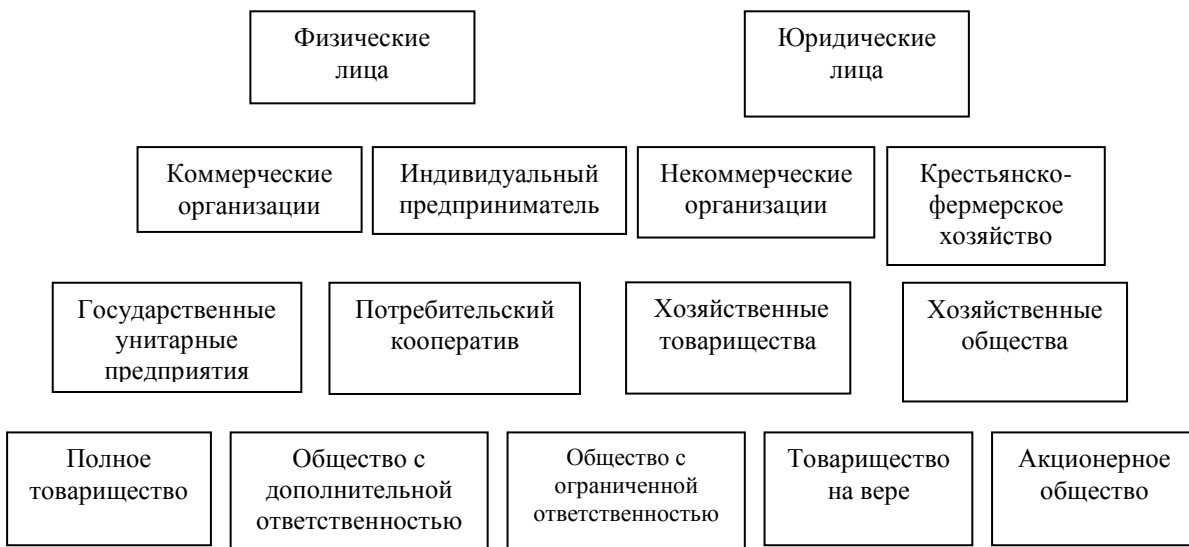 Физические
лица
Юридические
лица
Коммерческие
организации
Индивидуальный
предприниматель
Некоммерческие
организации
Крестьянско-
фермерское
хозяйство
Государственные
унитарные
предприятия
Потребительский
кооператив
Хозяйственные
товарищества
Хозяйственные
общества
Полное
товарищество
Общество с
дополнительной
ответственностью
Общество с
ограниченной
ответственностью
Товарищество
на вере
Акционерное
общество